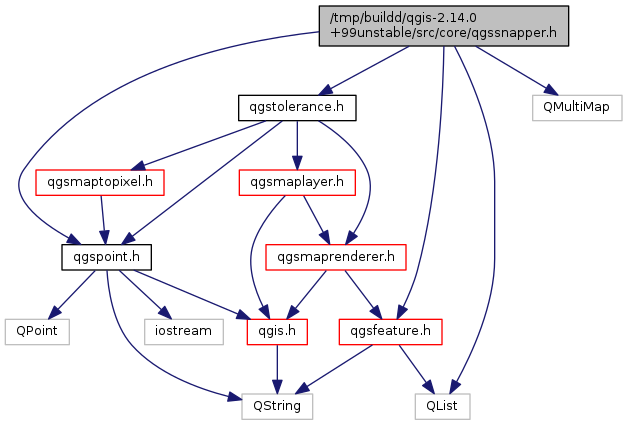 /tmp/buildd/qgis-2.14.0
+99unstable/src/core/qgssnapper.h
qgstolerance.h
QMultiMap
qgsmaptopixel.h
qgsmaplayer.h
qgspoint.h
qgsmaprenderer.h
QPoint
iostream
qgis.h
qgsfeature.h
QString
QList